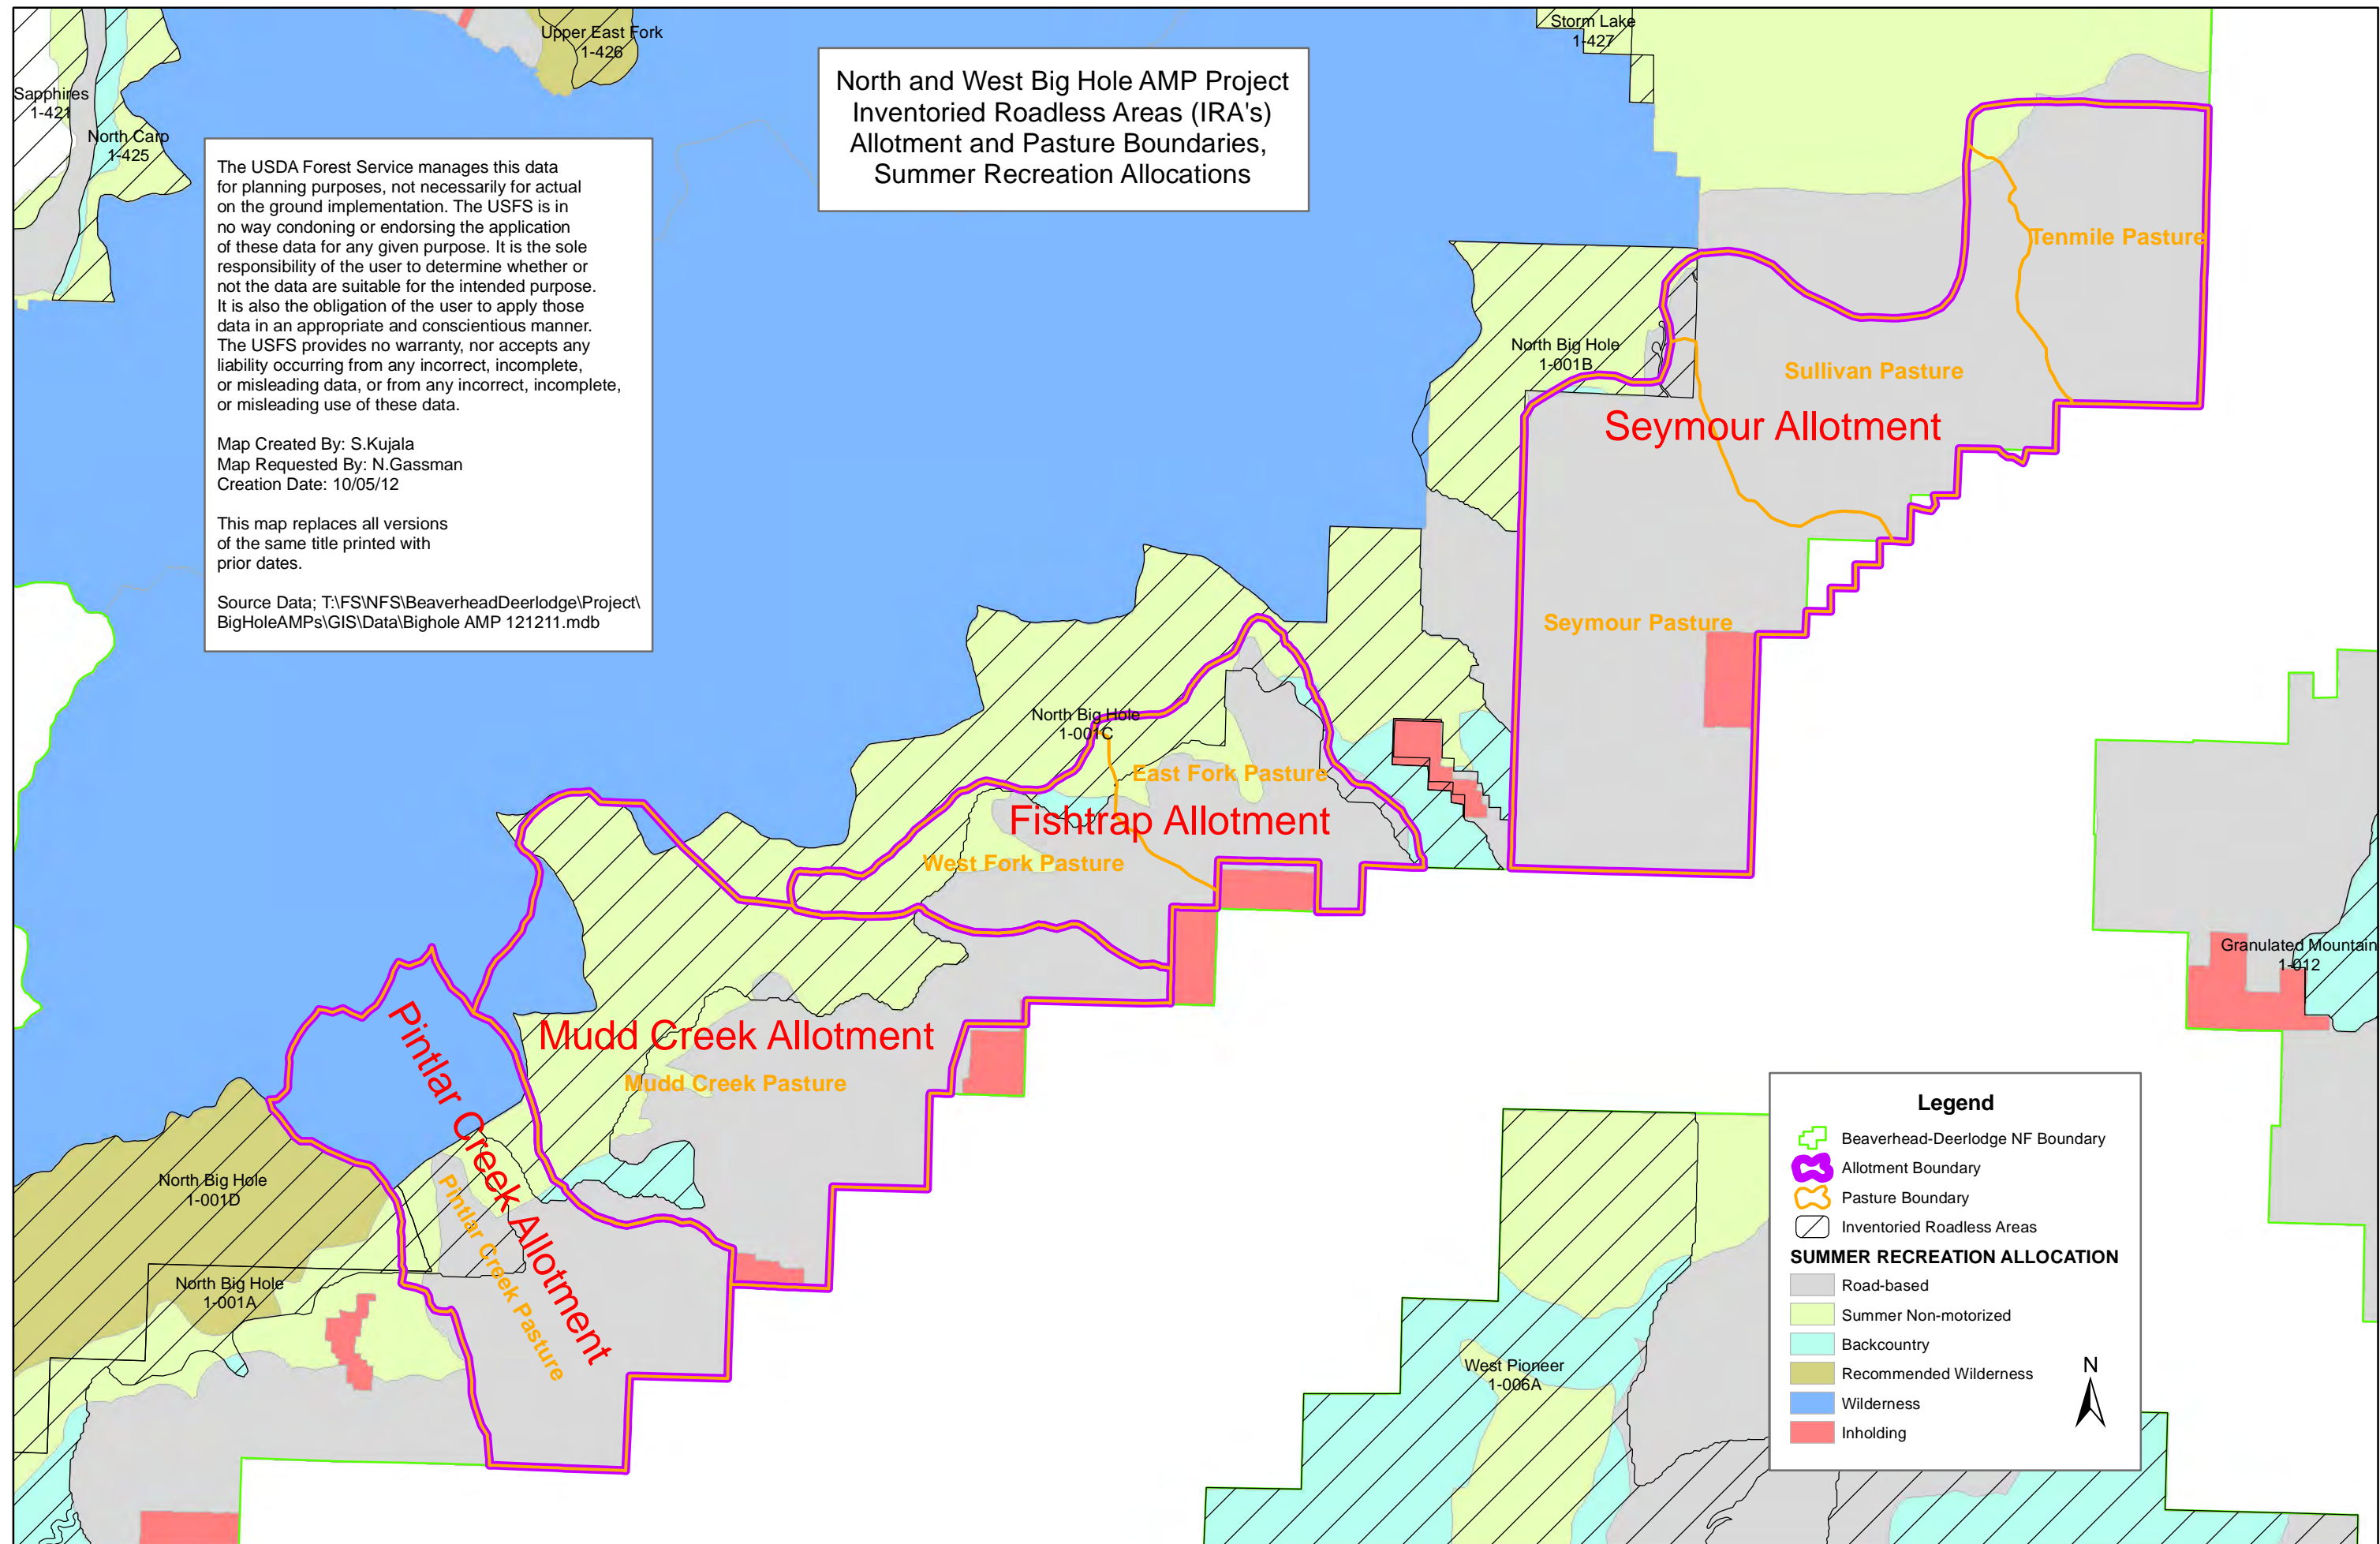 Upper East Fork
1-426
Storm Lake
1-427
North and West Big Hole AMP Project
Inventoried Roadless Areas (IRA's)
Allotment and Pasture Boundaries,
Summer Recreation Allocations
Sapphires
1-421
North Carp
1-425
The USDA Forest Service manages this data
for planning purposes, not necessarily for actual
on the ground implementation. The USFS is in
no way condoning or endorsing the application
of these data for any given purpose. It is the sole
responsibility of the user to determine whether or
not the data are suitable for the intended purpose.
It is also the obligation of the user to apply those
data in an appropriate and conscientious manner.
The USFS provides no warranty, nor accepts any
liability occurring from any incorrect, incomplete,
or misleading data, or from any incorrect, incomplete,
or misleading use of these data.
Map Created By: S.Kujala
Map Requested By: N.Gassman
Creation Date: 10/05/12
This map replaces all versions
of the same title printed with
prior dates.
Source Data; T:\FS\NFS\BeaverheadDeerlodge\Project\
BigHoleAMPs\GIS\Data\Bighole AMP 121211.mdb
Tenmile Pasture
North Big Hole
1-001B
Sullivan Pasture
Seymour Allotment
Seymour Pasture
North Big Hole
1-001C
East Fork Pasture
Fishtrap Allotment
West Fork Pasture
Granulated Mountain
1-012
Pintlar Creek Allotment
Mudd Creek Allotment
Mudd Creek Pasture
Pintlar Creek Pasture
North Big Hole
1-001D
North Big Hole
1-001A
West Pioneer
1-006A
Legend
Beaverhead-Deerlodge NF Boundary
Allotment Boundary
Pasture Boundary
Inventoried Roadless Areas
SUMMER RECREATION ALLOCATION
Road-based
Summer Non-motorized
Backcountry
Recommended Wilderness
Wilderness
Inholding
N